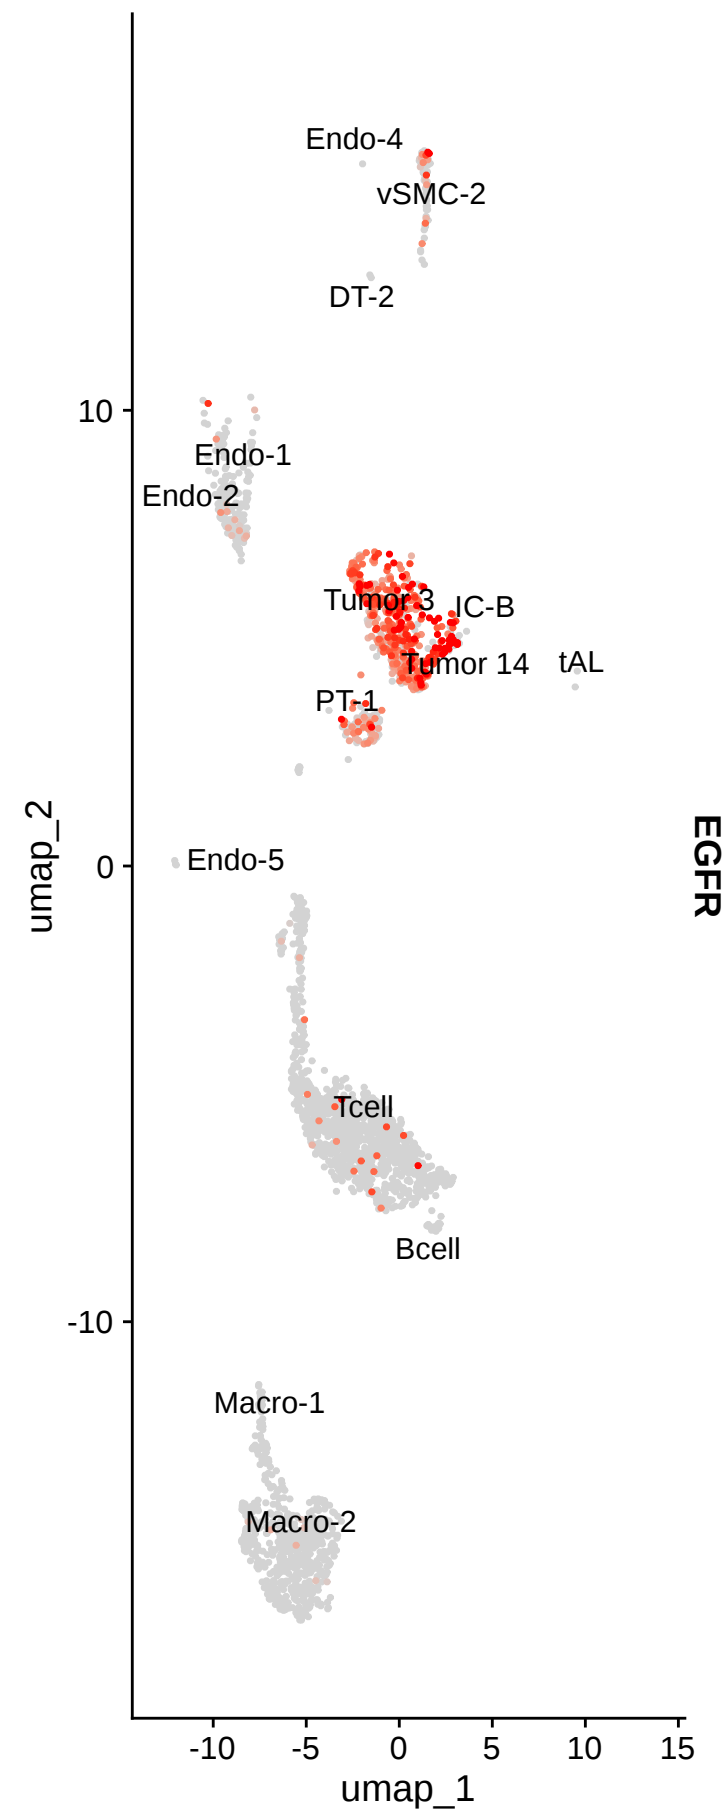 Endo-4
vSMC-2
DT-2
10
Endo-1
Endo-2
Tumor 3
IC-B
Tumor 14
tAL
PT-1
umap_2
EGFR
0
Endo-5
Tcell
Bcell
-10
Macro-1
Macro-2
-10 -5 0 5 10 15
umap_1